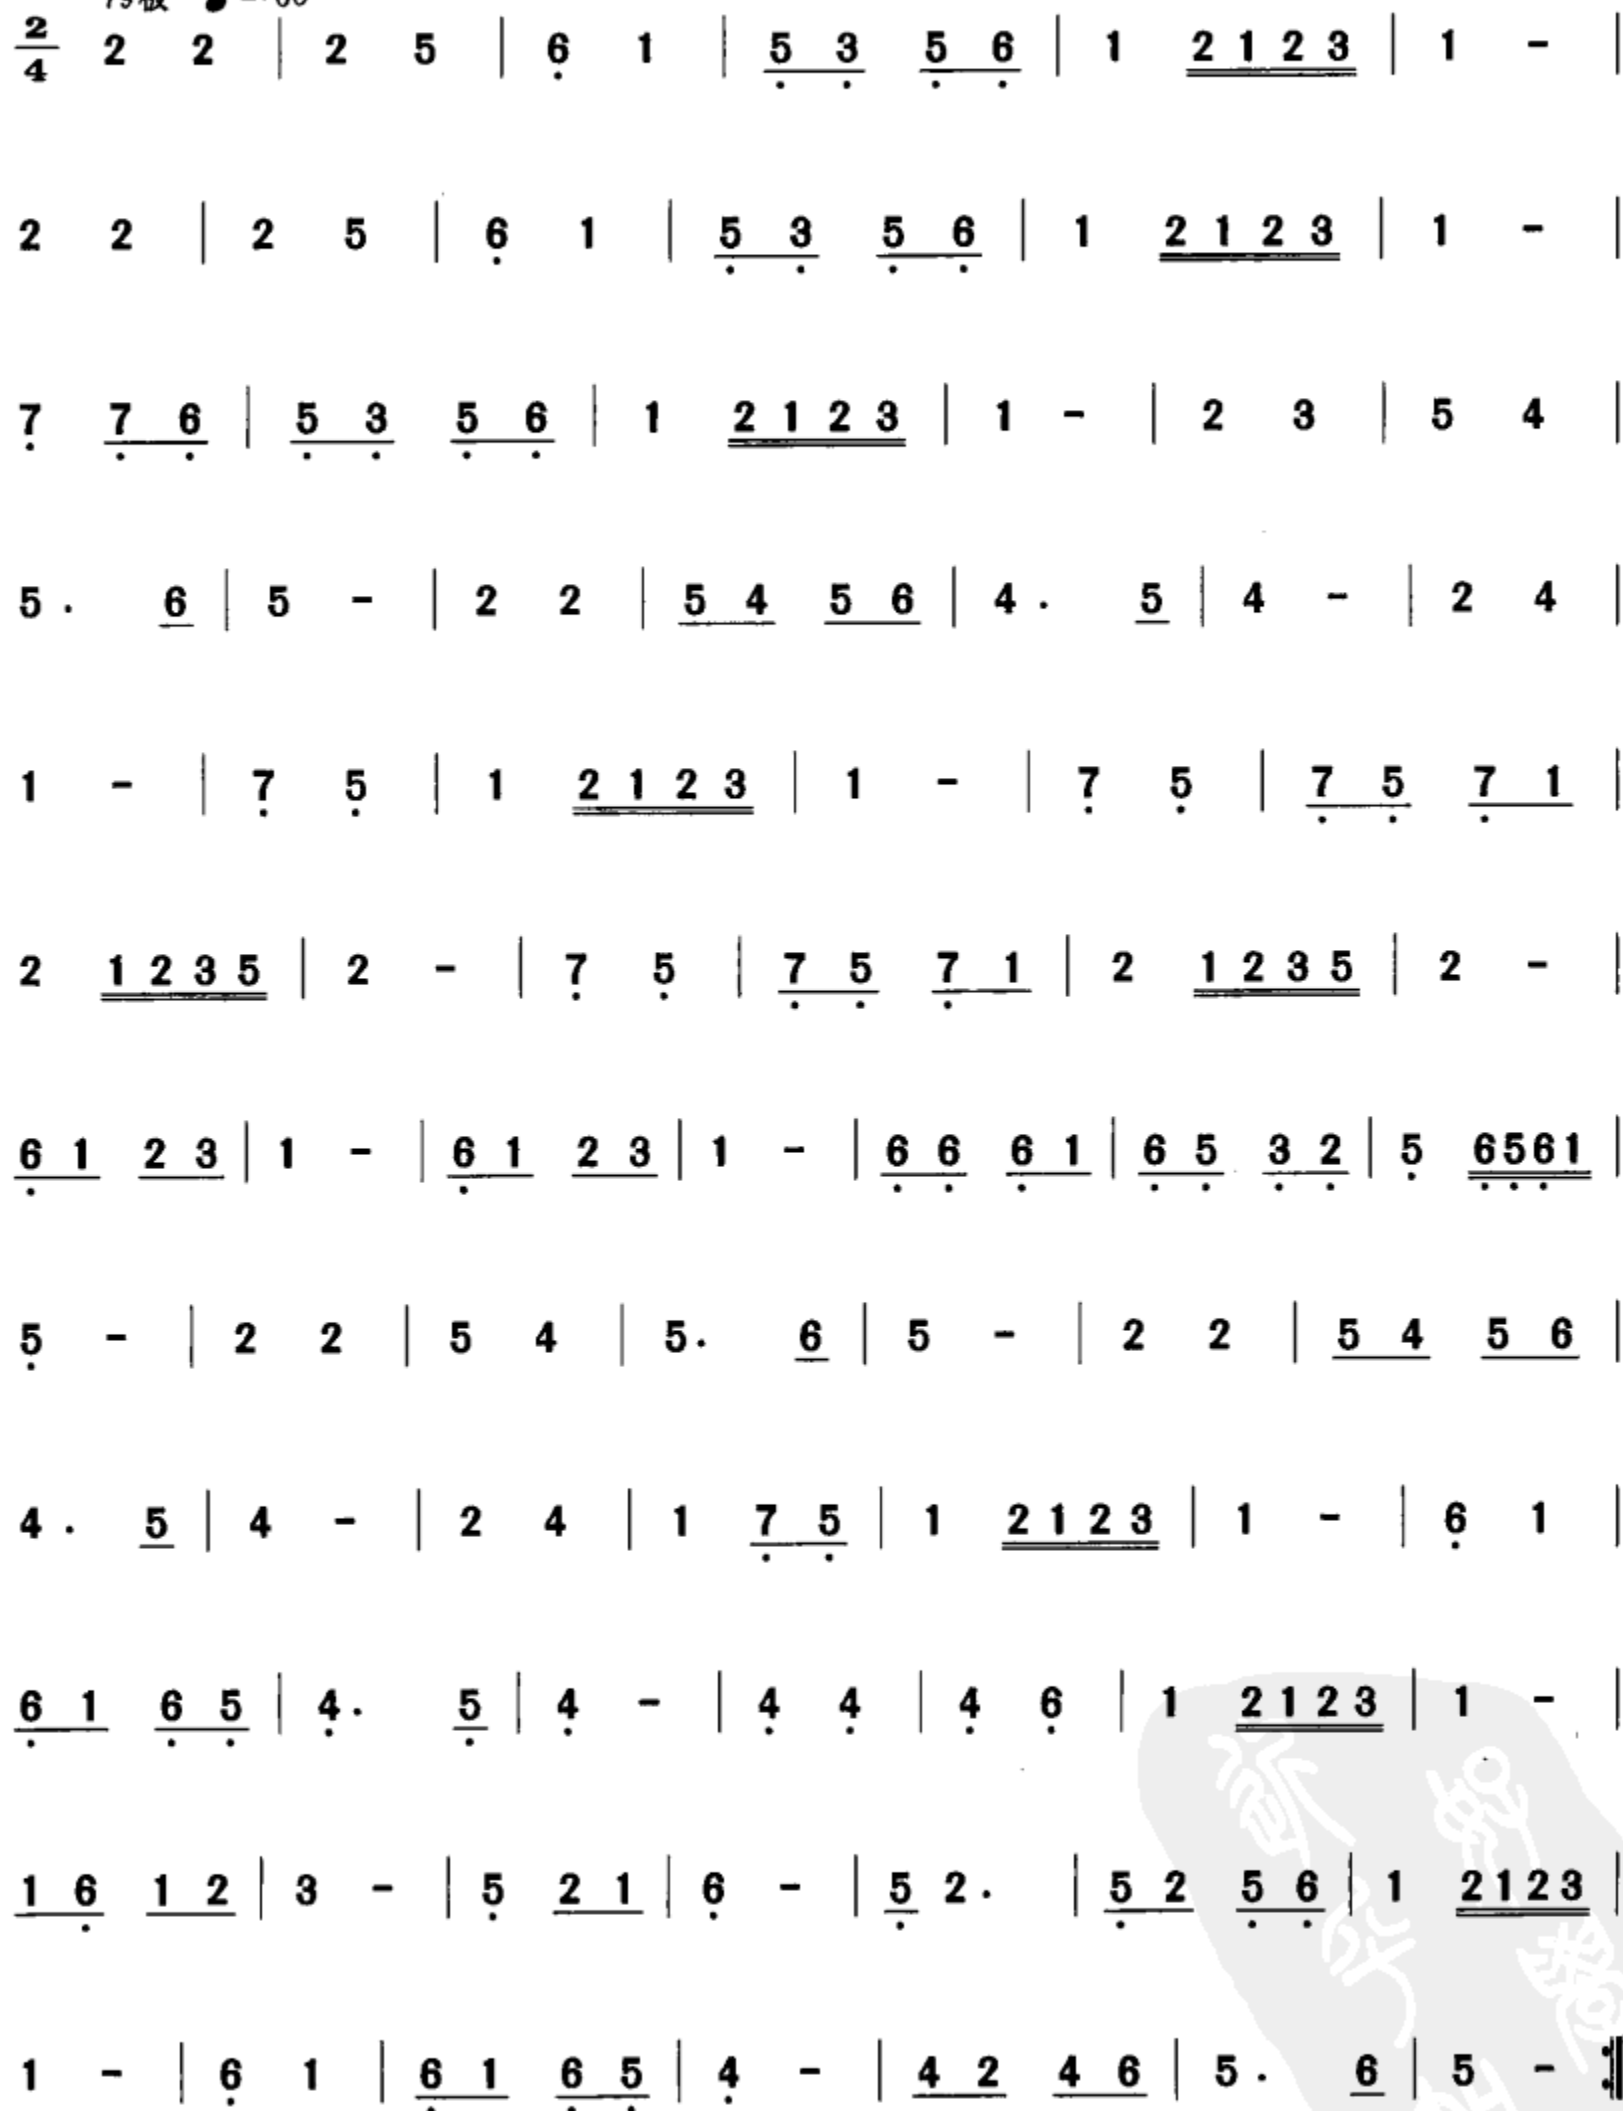 2/4 2 2 | 2 5 | 6̣ 1 | 5̣ 3̣ 5̣ 6̣ | 1 2 1 2 3 | 1 - |
2 2 | 2 5 | 6̣ 1 | 5̣ 3̣ 5̣ 6̣ | 1 2 1 2 3 | 1 - |
7̣ 7̣ 6̣ | 5̣ 3̣ 5̣ 6̣ | 1 2 1 2 3 | 1 - | 2 3 | 5 4 |
5 . 6 | 5 - | 2 2 | 5 4 5 6 | 4 . 5 | 4 - | 2 4 |
1 - | 7̣ 5̣ | 1 2 1 2 3 | 1 - | 7̣ 5̣ | 7̣ 5̣ 7̣ 1 |
2 1 2 3 5 | 2 - | 7̣ 5̣ | 7̣ 5̣ 7̣ 1 | 2 1 2 3 5 | 2 - |
6̣ 1 2 3 | 1 - | 6̣ 1 2 3 | 1 - | 6̣ 6̣ 6̣ 1 | 6̣ 5̣ 3̣ 2̣ | 5̣ 6̣5̣6̣1 |
5̣ - | 2 2 | 5 4 | 5 . 6 | 5 - | 2 2 | 5 4 5 6 |
4 . 5 | 4 - | 2 4 | 1 7̣ 5̣ | 1 2 1 2 3 | 1 - | 6̣ 1 |
6̣ 1 6̣ 5̣ | 4̣ . 5̣ | 4̣ - | 4̣ 4̣ | 4̣ 6̣ | 1 2 1 2 3 | 1 - |
1 6̣ 1 2 | 3 - | 5̣ 2 1 | 6̣ - | 5̣ 2 . | 5̣ 2 5̣ 6̣ | 1 2123 |
1 - | 6̣ 1 | 6̣ 1 6̣ 5̣ | 4̣ - | 4 2 4 6 | 5 . 6 | 5 - :‖